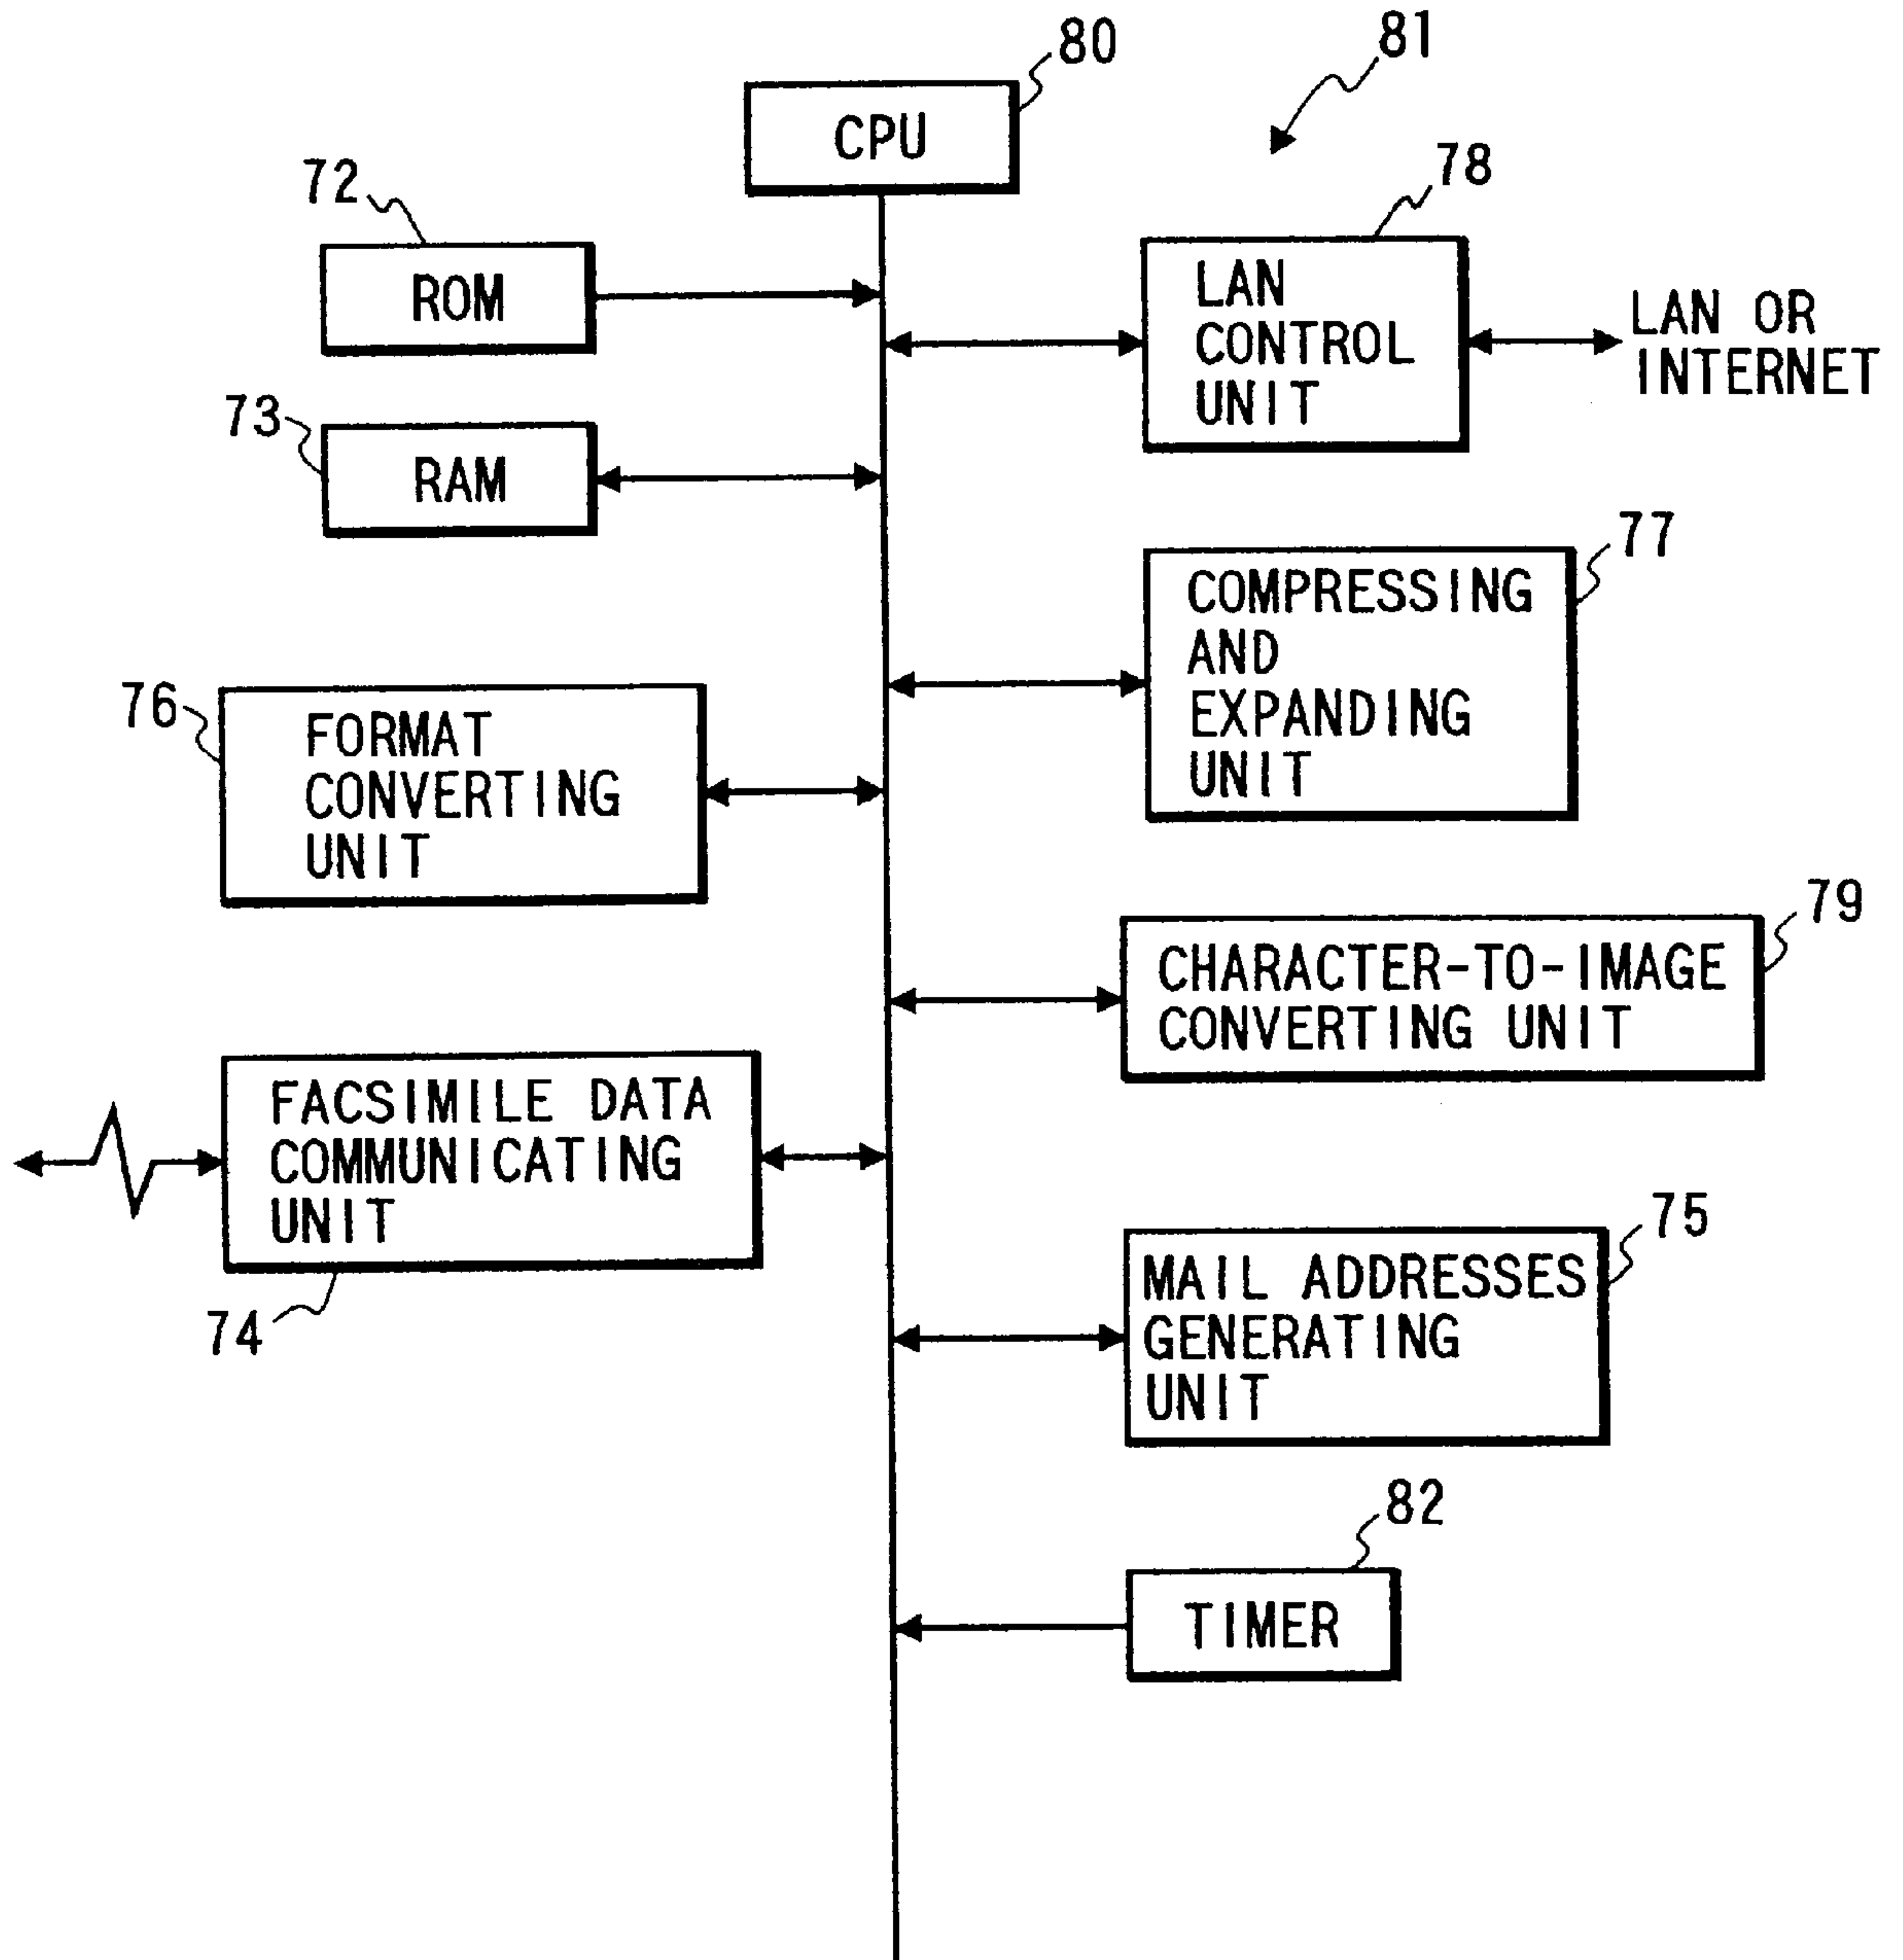 80
81
CPU
72
78
ROM
LAN
CONTROL
UNIT
LAN OR
INTERNET
73
RAM
77
COMPRESSING
AND
EXPANDING
UNIT
76
FORMAT
CONVERTING
UNIT
79
CHARACTER-TO-IMAGE
CONVERTING UNIT
FACSIMILE DATA
COMMUNICATING
UNIT
74
75
MAIL ADDRESSES
GENERATING
UNIT
82
TIMER